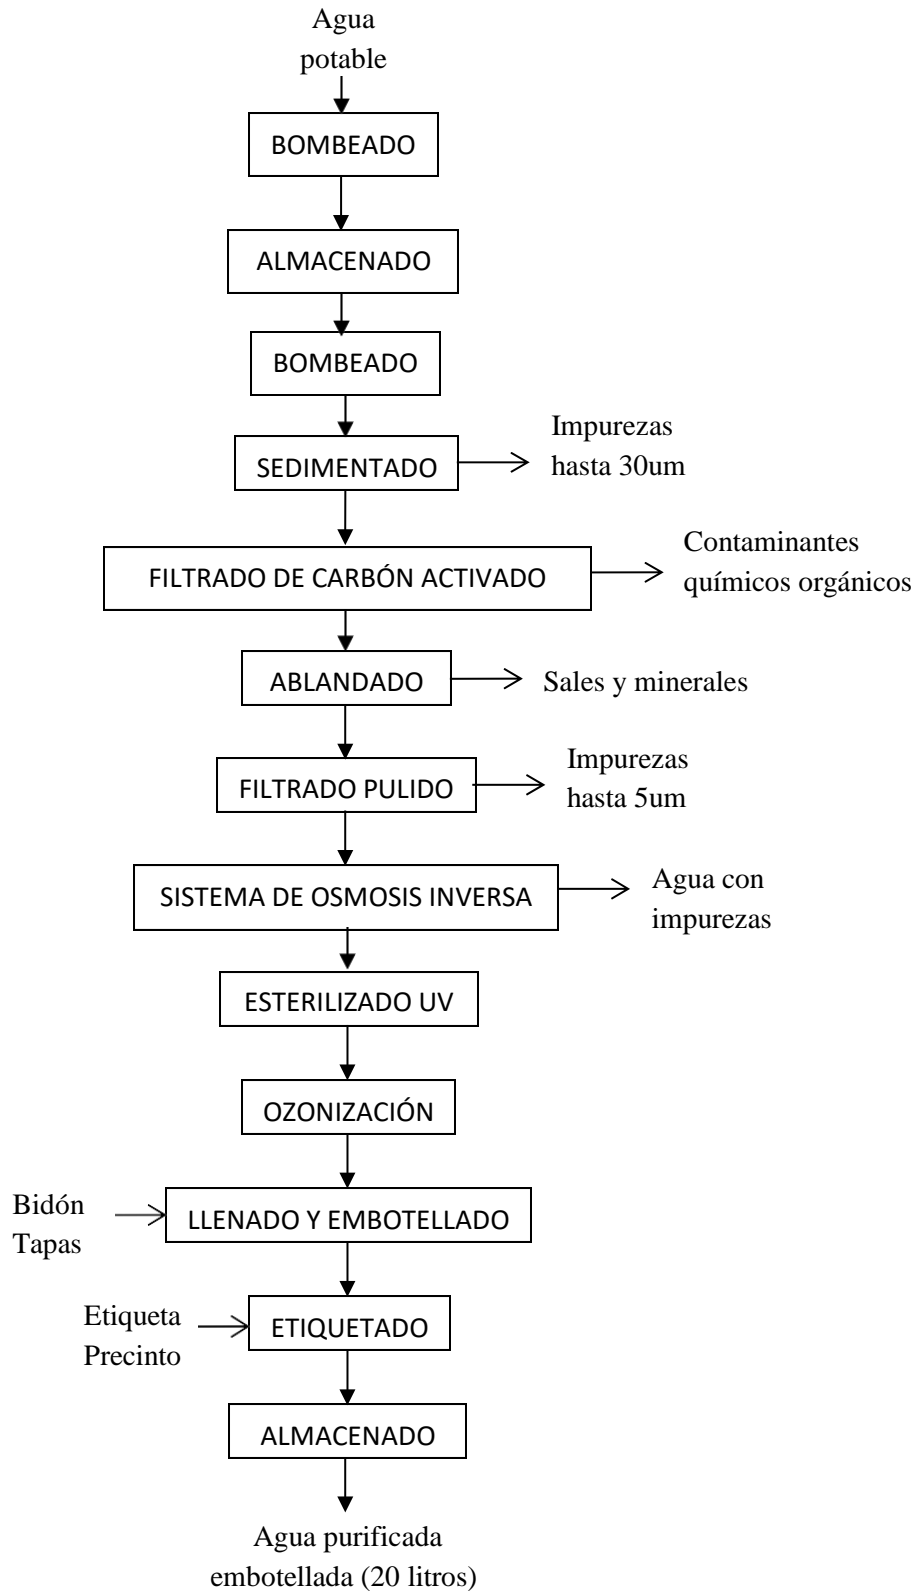 Agua
potable
BOMBEADO
ALMACENADO
BOMBEADO
SEDIMENTADO
Impurezas
hasta 30um
FILTRADO DE CARBÓN ACTIVADO
Contaminantes
químicos orgánicos
ABLANDADO
Sales y minerales
FILTRADO PULIDO
Impurezas
hasta 5um
SISTEMA DE OSMOSIS INVERSA
Agua con
impurezas
ESTERILIZADO UV
OZONIZACIÓN
Bidón
Tapas
LLENADO Y EMBOTELLADO
Etiqueta
Precinto
ETIQUETADO
ALMACENADO
Agua purificada
embotellada (20 litros)